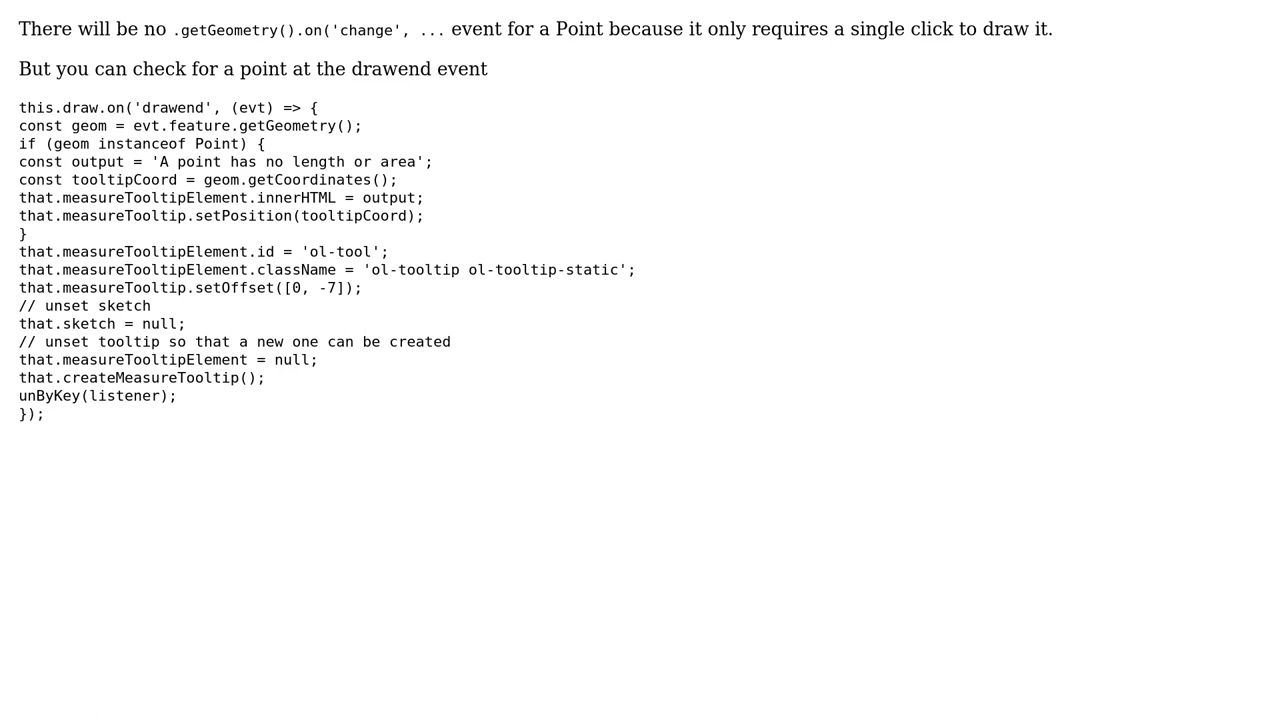 There will be no .getGeometry().on('change', ... event for a Point because it only requires a single click to draw it.
But you can check for a point at the drawend event
this.draw.on('drawend', (evt) => {
const geom = evt.feature.getGeometry();
if (geom instanceof Point) {
const output = 'A point has no length or area';
const tooltipCoord = geom.getCoordinates();
that.measureTooltipElement.innerHTML = output;
that.measureTooltip.setPosition(tooltipCoord);
}
that.measureTooltipElement.id = 'ol-tool';
that.measureTooltipElement.className = 'ol-tooltip ol-tooltip-static';
that.measureTooltip.setOffset([0, -7]);
// unset sketch
that.sketch = null;
// unset tooltip so that a new one can be created
that.measureTooltipElement = null;
that.createMeasureTooltip();
unByKey(listener);
});